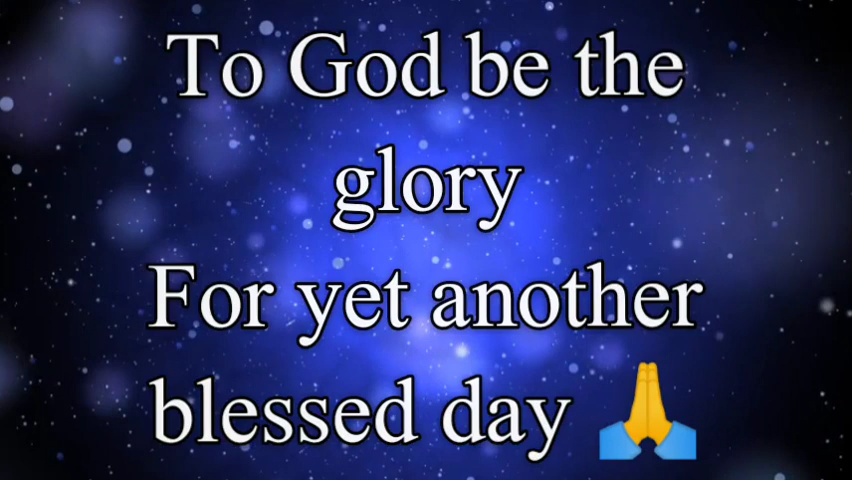 To God be the
glory
For yet another
blessed day 🙏